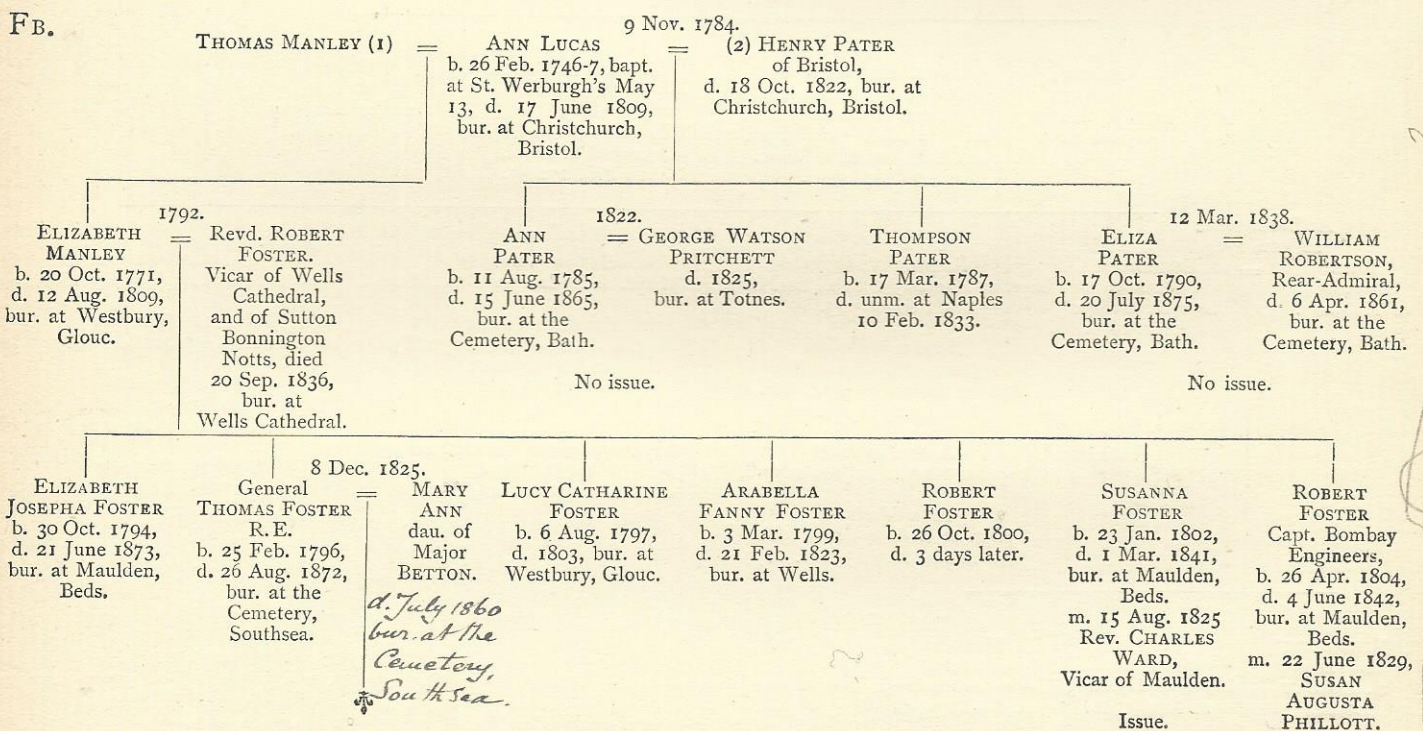 FB.
9 Nov. 1784.
THOMAS MANLEY (1) = ANN LUCAS = (2) HENRY PATER
b. 26 Feb. 1746-7, bapt.
at St. Werburgh's May
13, d. 17 June 1809,
bur. at Christchurch,
Bristol.
of Bristol,
d. 18 Oct. 1822, bur. at
Christchurch, Bristol.
1792.
ELIZABETH
MANLEY
b. 20 Oct. 1771,
d. 12 Aug. 1809,
bur. at Westbury,
Glouc.
=
Revd. ROBERT
FOSTER.
Vicar of Wells
Cathedral,
and of Sutton
Bonnington
Notts, died
20 Sep. 1836,
bur. at
Wells Cathedral.
1822.
ANN
PATER
b. 11 Aug. 1785,
d. 15 June 1865,
bur. at the
Cemetery, Bath.
= GEORGE WATSON
PRITCHETT
d. 1825,
bur. at Totnes.
No issue.
THOMPSON
PATER
b. 17 Mar. 1787,
d. unm. at Naples
10 Feb. 1833.
12 Mar. 1838.
ELIZA
PATER
b. 17 Oct. 1790,
d. 20 July 1875,
bur. at the
Cemetery, Bath.
=
WILLIAM
ROBERTSON,
Rear-Admiral,
d. 6 Apr. 1861,
bur. at the
Cemetery, Bath.
No issue.
ELIZABETH
JOSEPHA FOSTER
b. 30 Oct. 1794,
d. 21 June 1873,
bur. at Maulden,
Beds.
8 Dec. 1825.
General
THOMAS FOSTER
R.E.
b. 25 Feb. 1796,
d. 26 Aug. 1872,
bur. at the
Cemetery,
Southsea.
=
MARY
ANN
dau. of
Major
BETTON.
d. July 1860
bur. at the
Cemetery,
Southsea.
LUCY CATHARINE
FOSTER
b. 6 Aug. 1797,
d. 1803, bur. at
Westbury, Glouc.
ARABELLA
FANNY FOSTER
b. 3 Mar. 1799,
d. 21 Feb. 1823,
bur. at Wells.
ROBERT
FOSTER
b. 26 Oct. 1800,
d. 3 days later.
SUSANNA
FOSTER
b. 23 Jan. 1802,
d. 1 Mar. 1841,
bur. at Maulden,
Beds.
m. 15 Aug. 1825
Rev. CHARLES
WARD,
Vicar of Maulden.
Issue.
ROBERT
FOSTER
Capt. Bombay
Engineers,
b. 26 Apr. 1804,
d. 4 June 1842,
bur. at Maulden,
Beds.
m. 22 June 1829,
SUSAN
AUGUSTA
PHILLOTT.